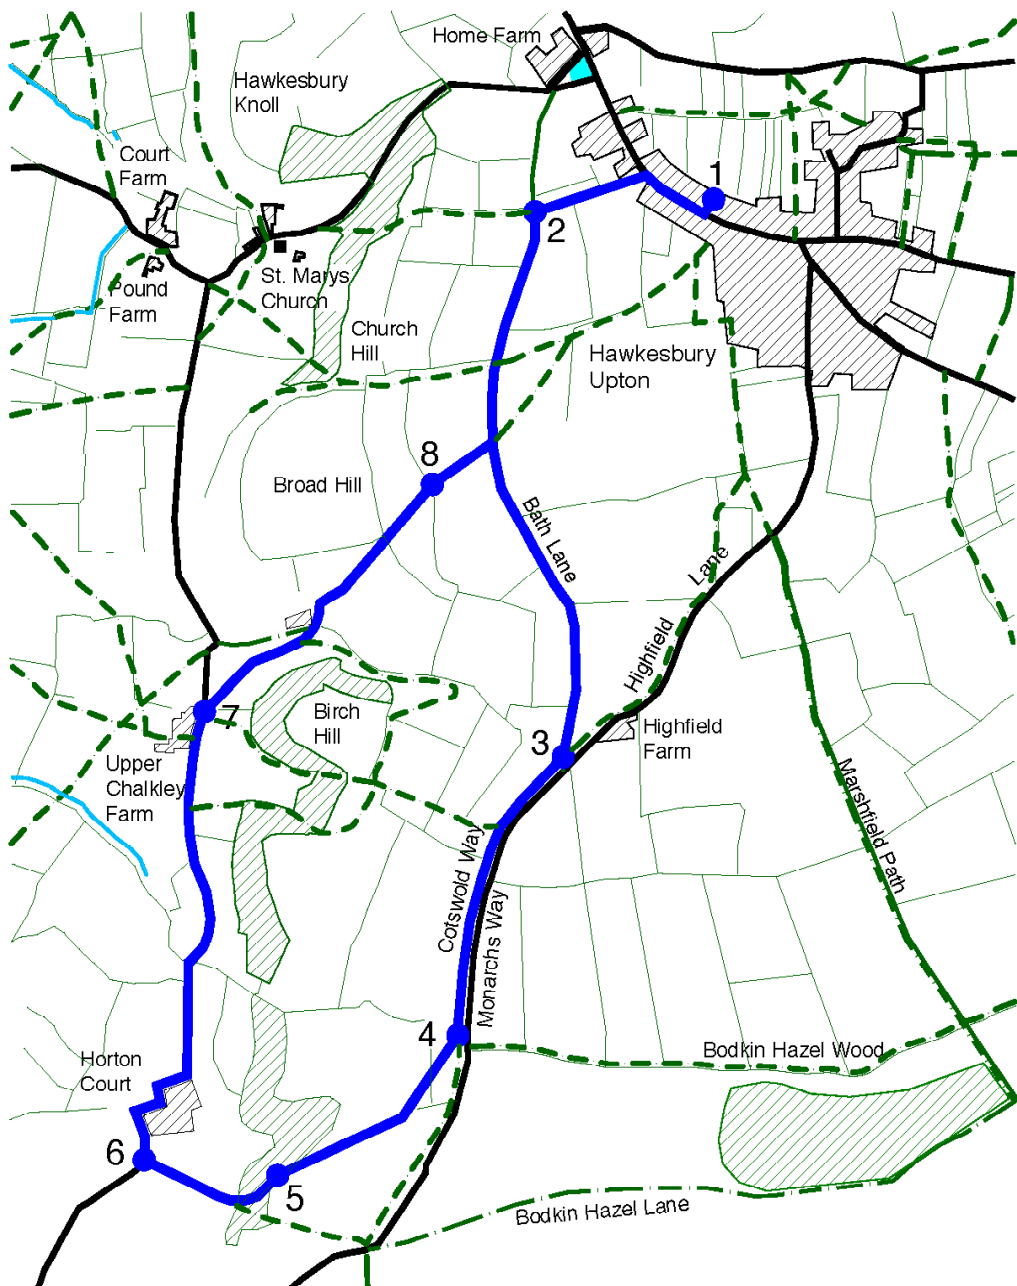 Home Farm
Hawkesbury
Knoll
Court
Farm
1
2
St. Marys
Church
Pound
Farm
Church
Hill
Hawkesbury
Upton
8
Broad Hill
Bath Lane
Highfield Lane
Birch
Hill
7
3
Highfield
Farm
Upper
Chalkley
Farm
Marshfield Path
Cotswold Way
Monarchs Way
4
Horton
Court
Bodkin Hazel Wood
6
5
Bodkin Hazel Lane